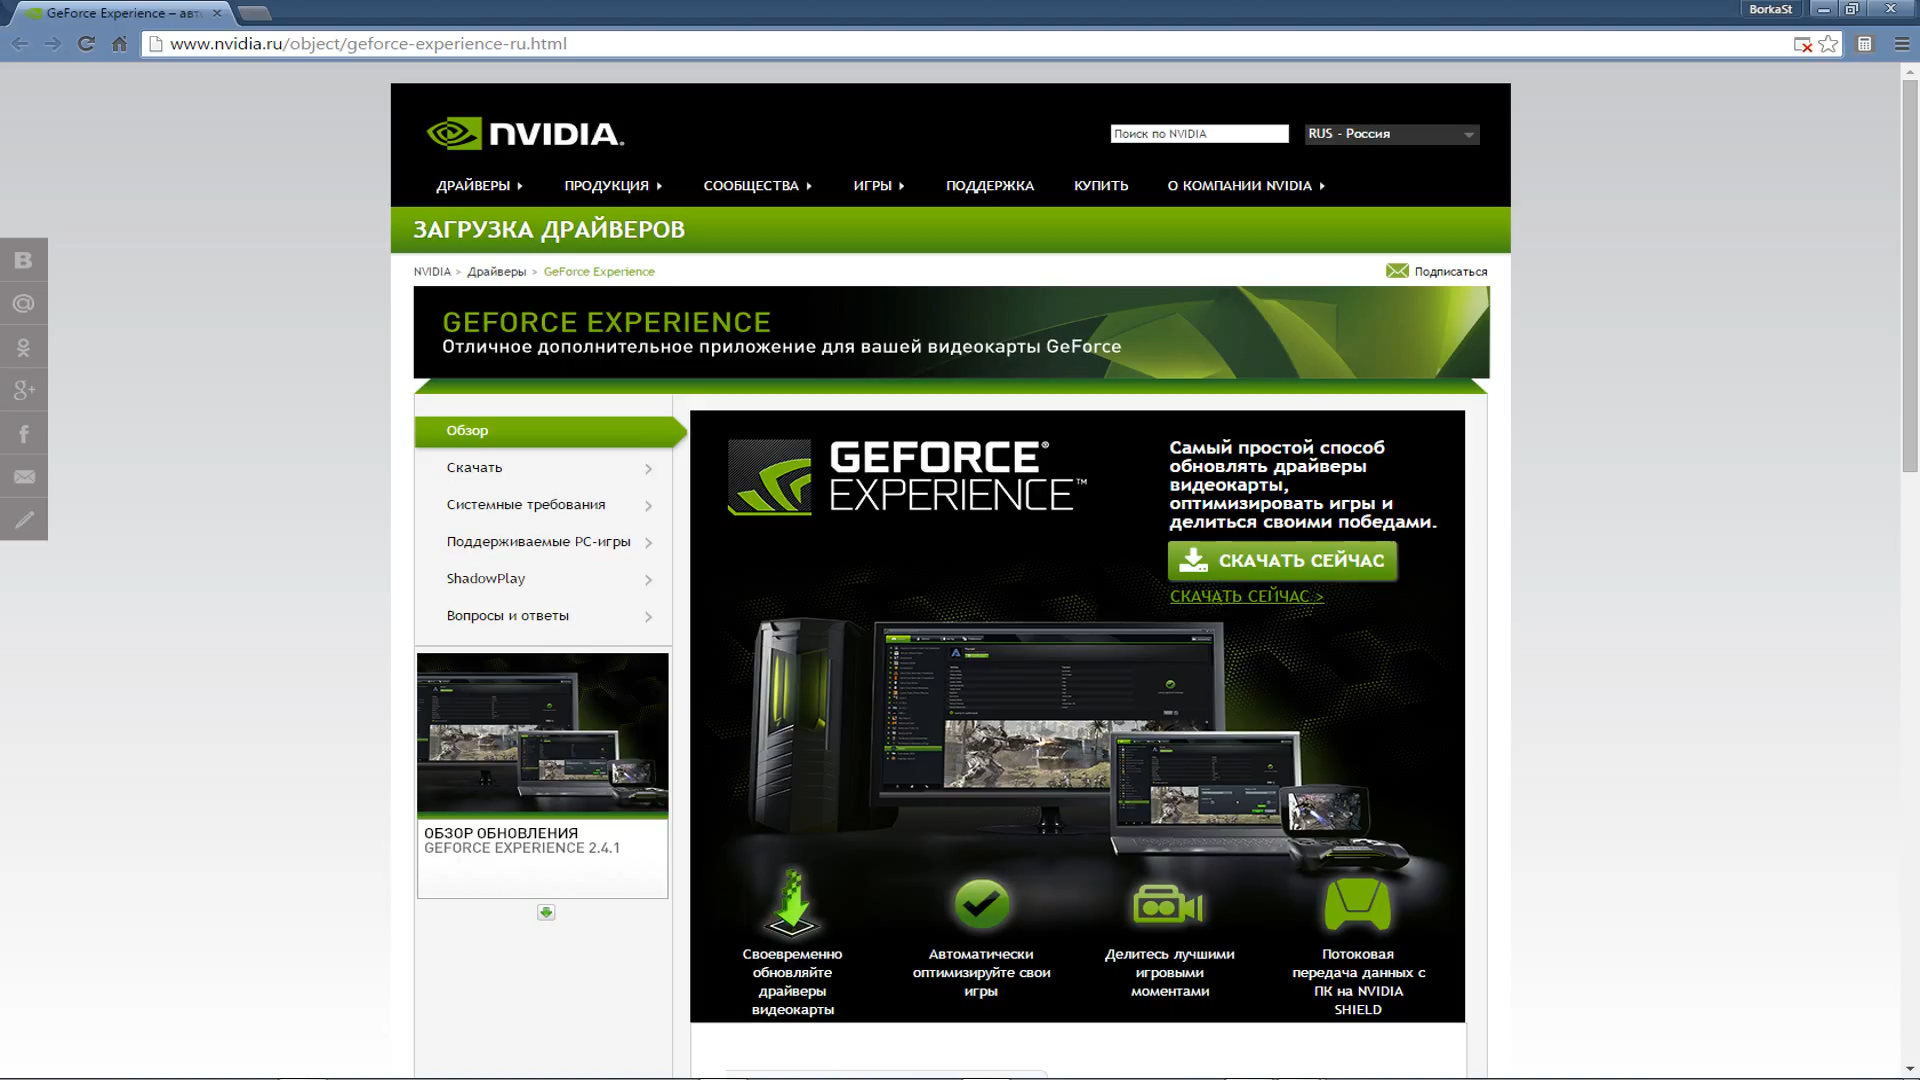 GeForce Experience – авт
BorkaSt
www.nvidia.ru/object/geforce-experience-ru.html
NVIDIA.
Поиск по NVIDIA
RUS - Россия
ДРАЙВЕРЫ
ПРОДУКЦИЯ
СООБЩЕСТВА
ИГРЫ
ПОДДЕРЖКА
КУПИТЬ
О КОМПАНИИ NVIDIA
ЗАГРУЗКА ДРАЙВЕРОВ
NVIDIA > Драйверы > GeForce Experience
Подписаться
GEFORCE EXPERIENCE
Отличное дополнительное приложение для вашей видеокарты GeForce
Обзор
Скачать
Системные требования
Поддерживаемые PC-игры
ShadowPlay
Вопросы и ответы
ОБЗОР ОБНОВЛЕНИЯ
GEFORCE EXPERIENCE 2.4.1
GEFORCE®
EXPERIENCE™
Самый простой способ
обновлять драйверы
видеокарты,
оптимизировать игры и
делиться своими победами.
СКАЧАТЬ СЕЙЧАС
СКАЧАТЬ СЕЙЧАС >
Своевременно
обновляйте
драйверы
видеокарты
Автоматически
оптимизируйте свои
игры
Делитесь лучшими
игровыми
моментами
Потоковая
передача данных с
ПК на NVIDIA
SHIELD